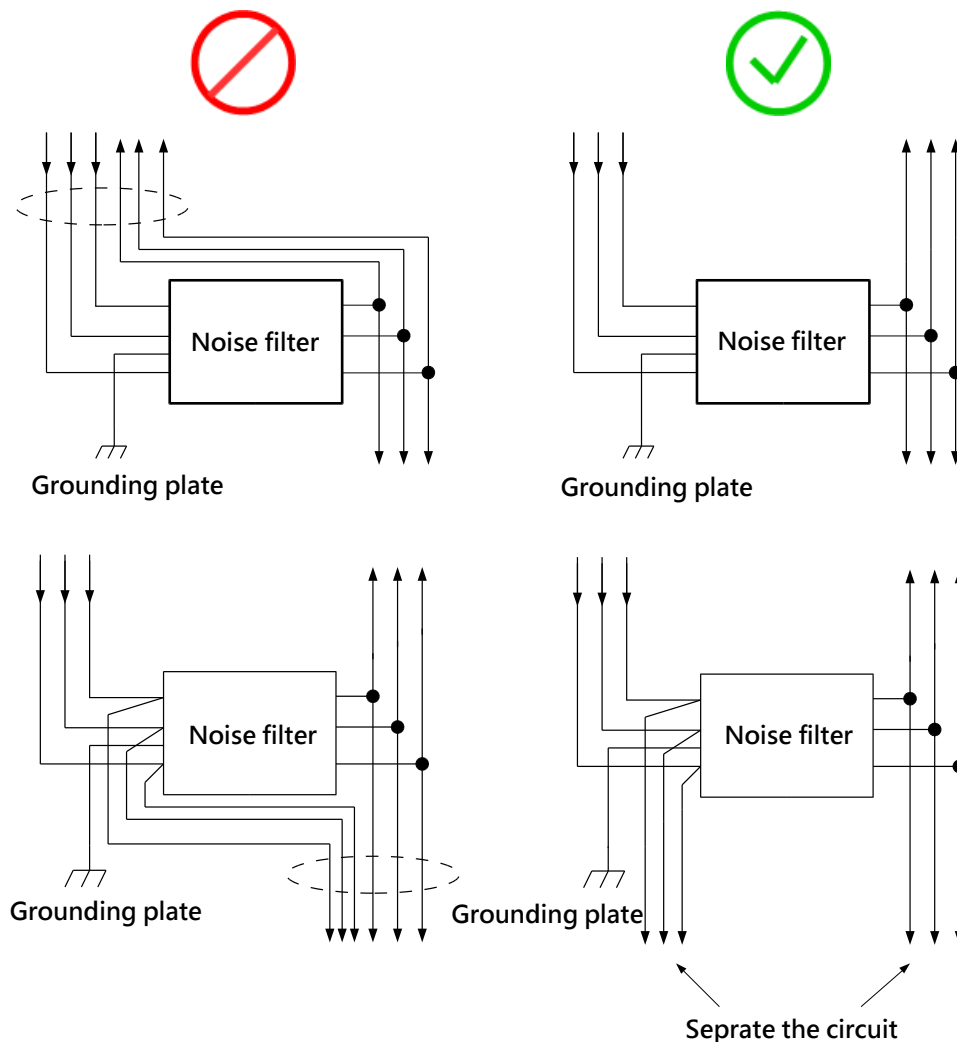 Noise filter
Noise filter
Grounding plate
Grounding plate
Noise filter
Noise filter
Grounding plate
Grounding plate
Seprate the circuit